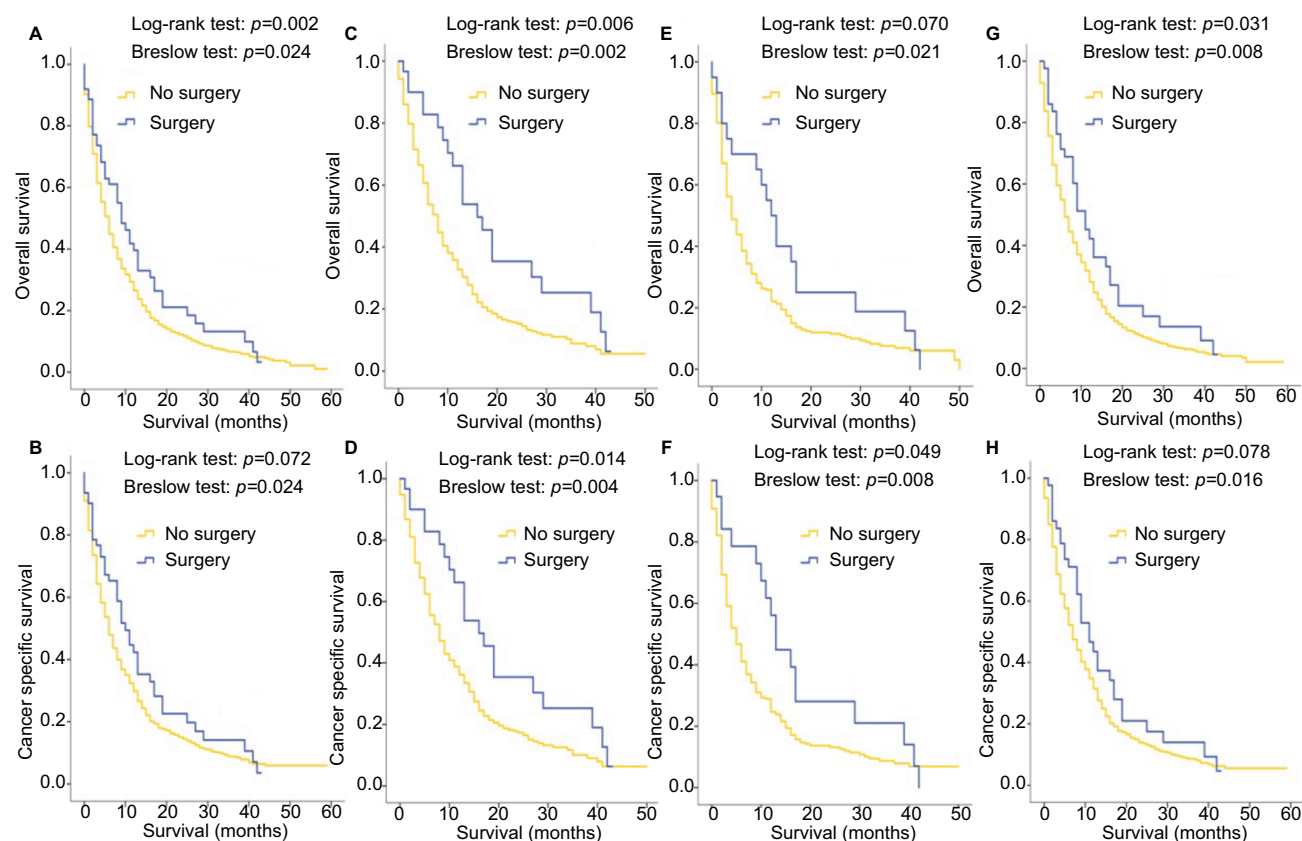 A
Log-rank test: p=0.002
Breslow test: p=0.024
No surgery
Surgery
Overall survival
1.0
0.8
0.6
0.4
0.2
0.0
0 10 20 30 40 50 60
Survival (months)
C
Log-rank test: p=0.006
Breslow test: p=0.002
No surgery
Surgery
Overall survival
1.0
0.8
0.6
0.4
0.2
0.0
0 10 20 30 40 50
Survival (months)
E
Log-rank test: p=0.070
Breslow test: p=0.021
No surgery
Surgery
Overall survival
1.0
0.8
0.6
0.4
0.2
0.0
0 10 20 30 40 50
Survival (months)
G
Log-rank test: p=0.031
Breslow test: p=0.008
No surgery
Surgery
Overall survival
1.0
0.8
0.6
0.4
0.2
0.0
0 10 20 30 40 50 60
Survival (months)
B
Log-rank test: p=0.072
Breslow test: p=0.024
No surgery
Surgery
Cancer specific survival
1.0
0.8
0.6
0.4
0.2
0.0
0 10 20 30 40 50 60
Survival (months)
D
Log-rank test: p=0.014
Breslow test: p=0.004
No surgery
Surgery
Cancer specific survival
1.0
0.8
0.6
0.4
0.2
0.0
0 10 20 30 40 50
Survival (months)
F
Log-rank test: p=0.049
Breslow test: p=0.008
No surgery
Surgery
Cancer specific survival
1.0
0.8
0.6
0.4
0.2
0.0
0 10 20 30 40 50
Survival (months)
H
Log-rank test: p=0.078
Breslow test: p=0.016
No surgery
Surgery
Cancer specific survival
1.0
0.8
0.6
0.4
0.2
0.0
0 10 20 30 40 50 60
Survival (months)